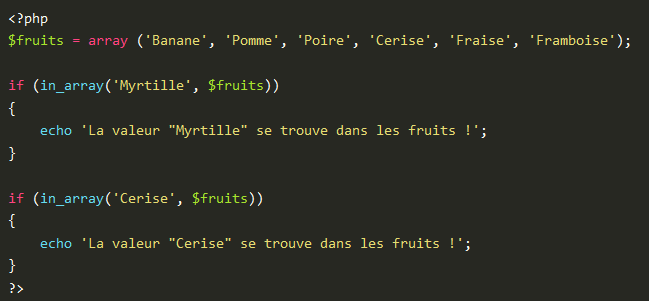 <?php
$fruits = array ('Banane', 'Pomme', 'Poire', 'Cerise', 'Fraise', 'Framboise');
if (in_array('Myrtille', $fruits))
{
echo 'La valeur "Myrtille" se trouve dans les fruits !';
}
if (in_array('Cerise', $fruits))
{
echo 'La valeur "Cerise" se trouve dans les fruits !';
}
?>